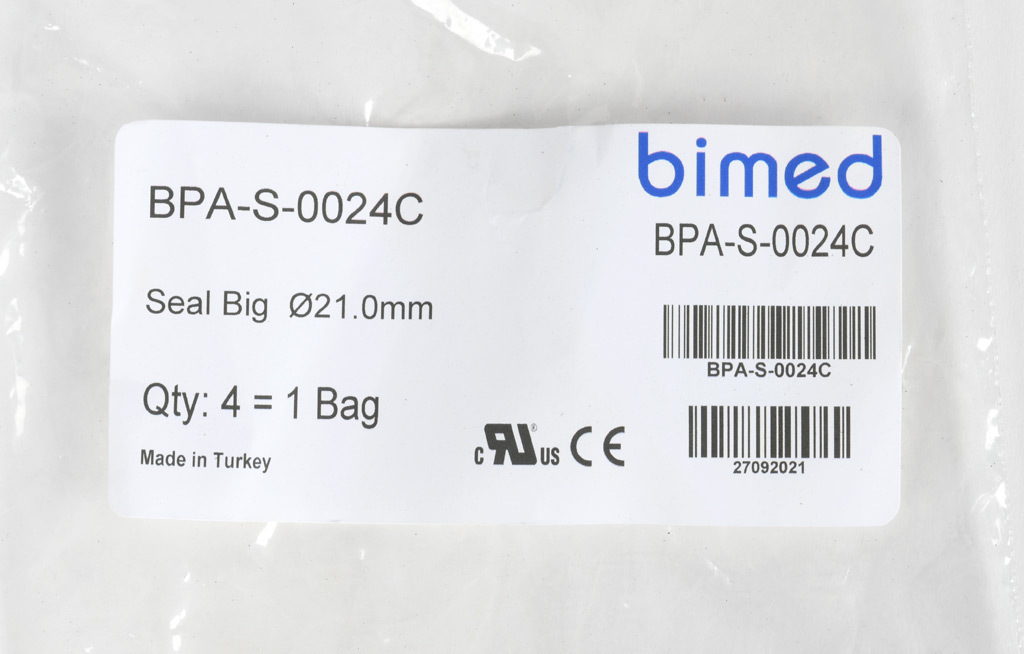 bimed
BPA-S-0024C
BPA-S-0024C
Seal Big Ø21.0mm
BPA-S-0024C
Qty: 4 = 1 Bag
Made in Turkey
c RU ® US CE
27092021